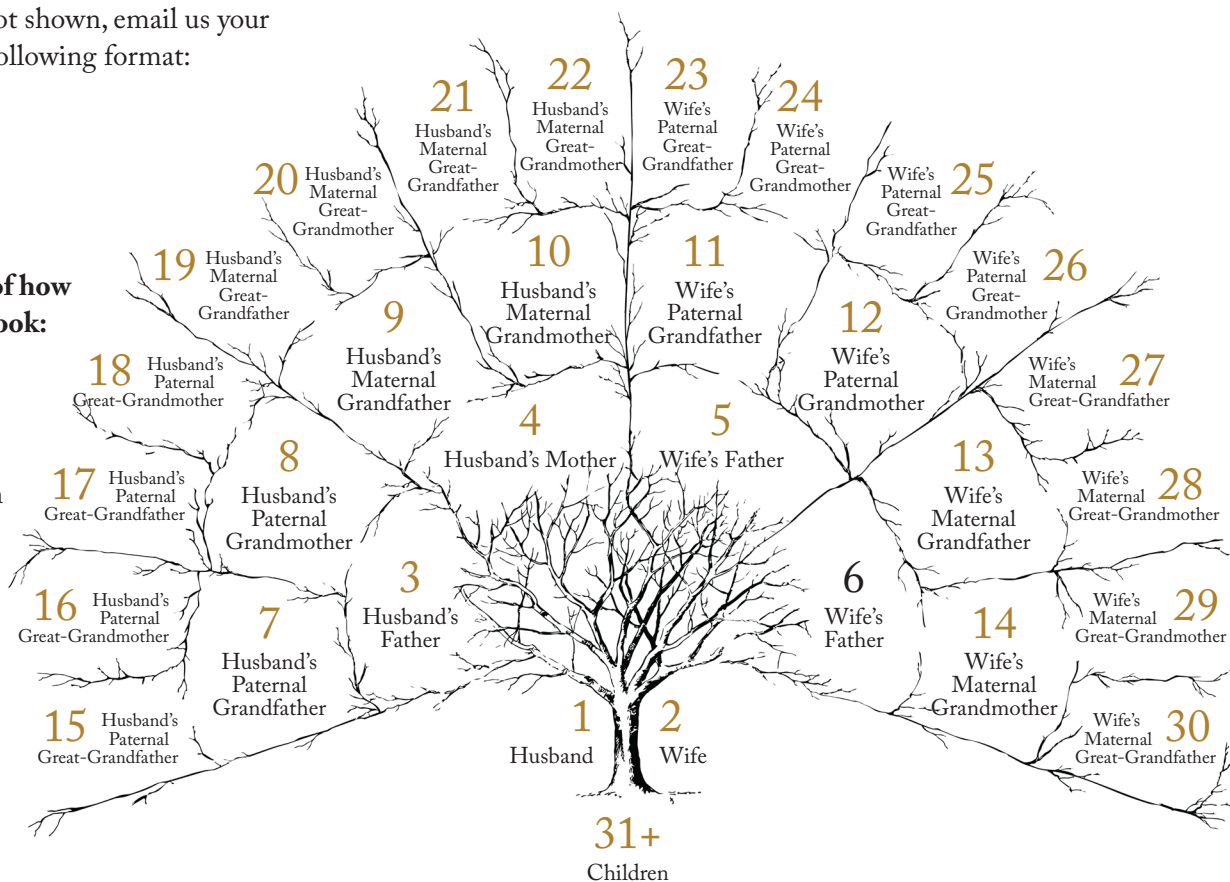 ot shown, email us your
ollowing format:
of how
ook:
n
1
Husband
2
Wife
3
Husband's
Father
4
Husband's Mother
5
Wife's Father
6
Wife's
Father
7
Husband's
Paternal
Grandfather
8
Husband's
Paternal
Grandmother
9
Husband's
Maternal
Grandfather
10
Husband's
Maternal
Grandmother
11
Wife's
Paternal
Grandfather
12
Wife's
Paternal
Grandmother
13
Wife's
Maternal
Grandfather
14
Wife's
Maternal
Grandmother
15 Husband's
Paternal
Great-Grandfather
16 Husband's
Paternal
Great-Grandmother
17 Husband's
Paternal
Great-Grandfather
18 Husband's
Paternal
Great-Grandmother
19 Husband's
Maternal
Great-
Grandfather
20 Husband's
Maternal
Great-
Grandmother
21
Husband's
Maternal
Great-
Grandfather
22
Husband's
Maternal
Great-
Grandmother
23
Wife's
Paternal
Great-
Grandfather
24
Wife's
Paternal
Great-
Grandmother
Wife's
Paternal 25
Great-
Grandfather
Wife's
Paternal 26
Great-
Grandmother
Wife's
Maternal 27
Great-Grandfather
Wife's
Maternal 28
Great-Grandmother
Wife's
Maternal 29
Great-Grandmother
Wife's
Maternal 30
Great-Grandfather
31+
Children